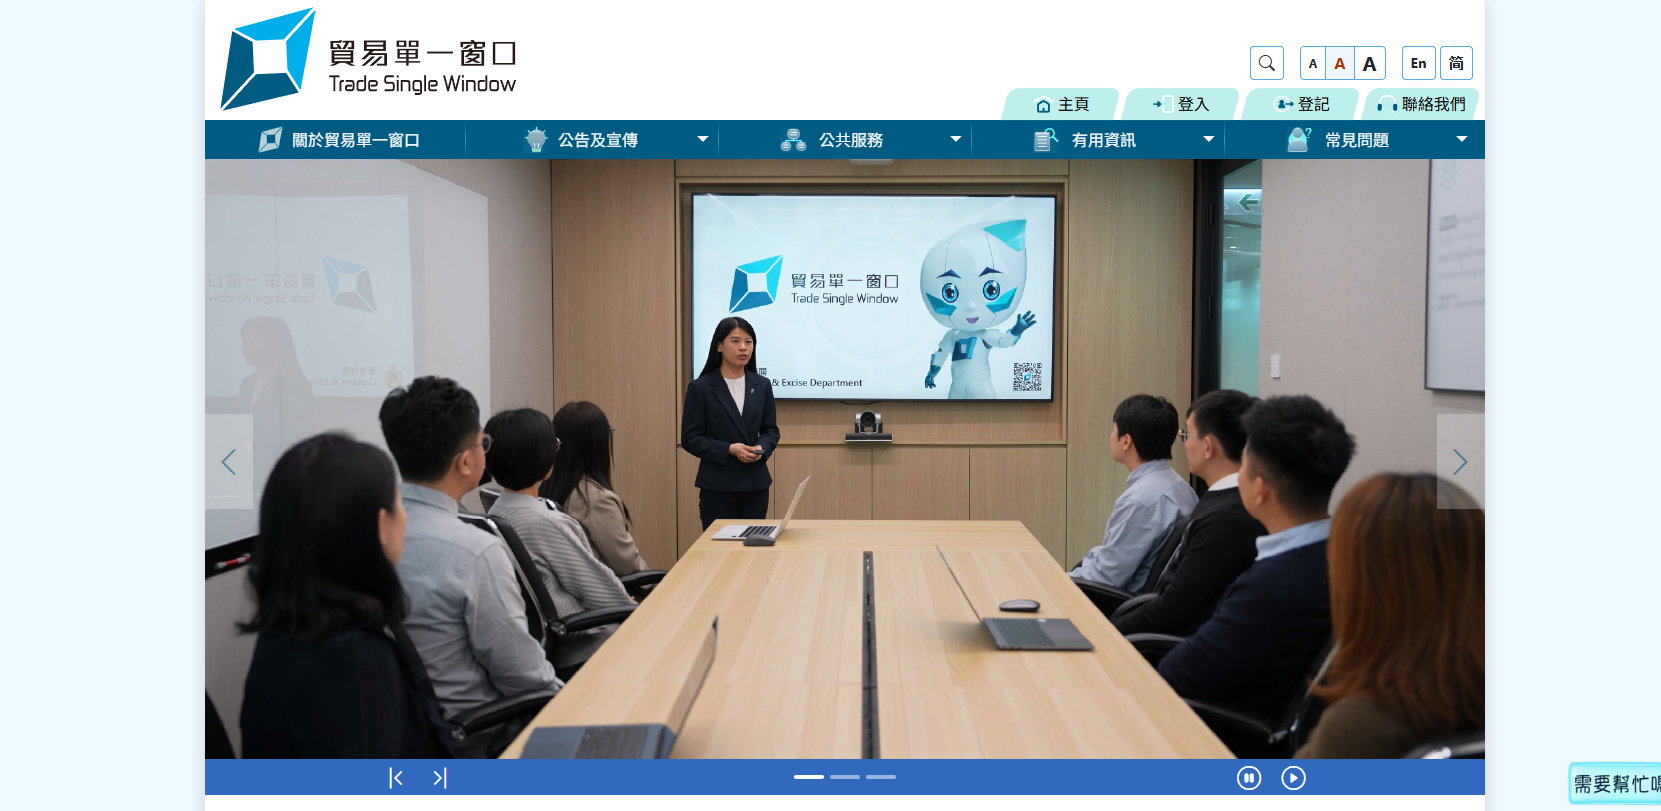 貿易單一窗口
Trade Single Window
A A A En 简
主頁 登入 登記 聯絡我們
關於貿易單一窗口 公告及宣傳 公共服務 有用資訊 常見問題
貿易單一窗口
Trade Single Window
& Excise Department
需要幫忙